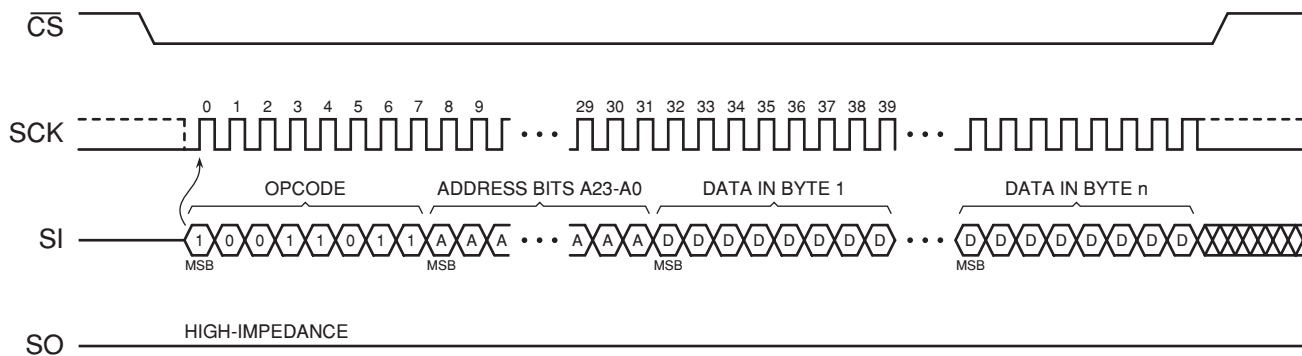 CS
0 1 2 3 4 5 6 7 8 9 29 30 31 32 33 34 35 36 37 38 39
SCK
OPCODE ADDRESS BITS A23-A0 DATA IN BYTE 1 DATA IN BYTE n
SI 1 0 0 1 1 0 1 1 A A A A A A D D D D D D D D D D D D D D D D
MSB MSB MSB MSB
HIGH-IMPEDANCE
SO